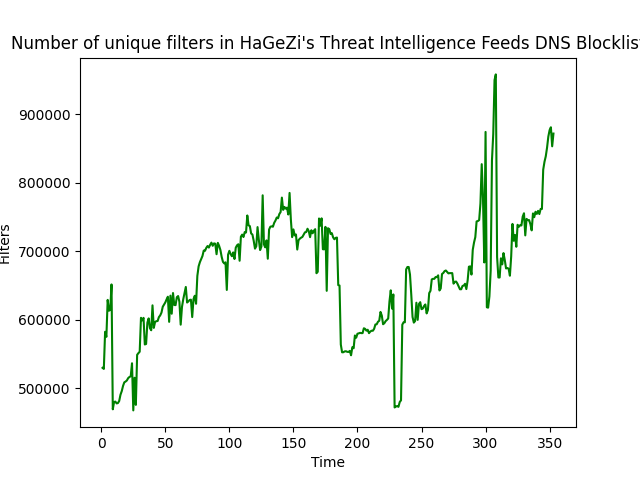 Number of unique filters in HaGeZi's Threat Intelligence Feeds DNS Blocklist
Filters
900000
800000
700000
600000
500000
0 50 100 150 200 250 300 350
Time